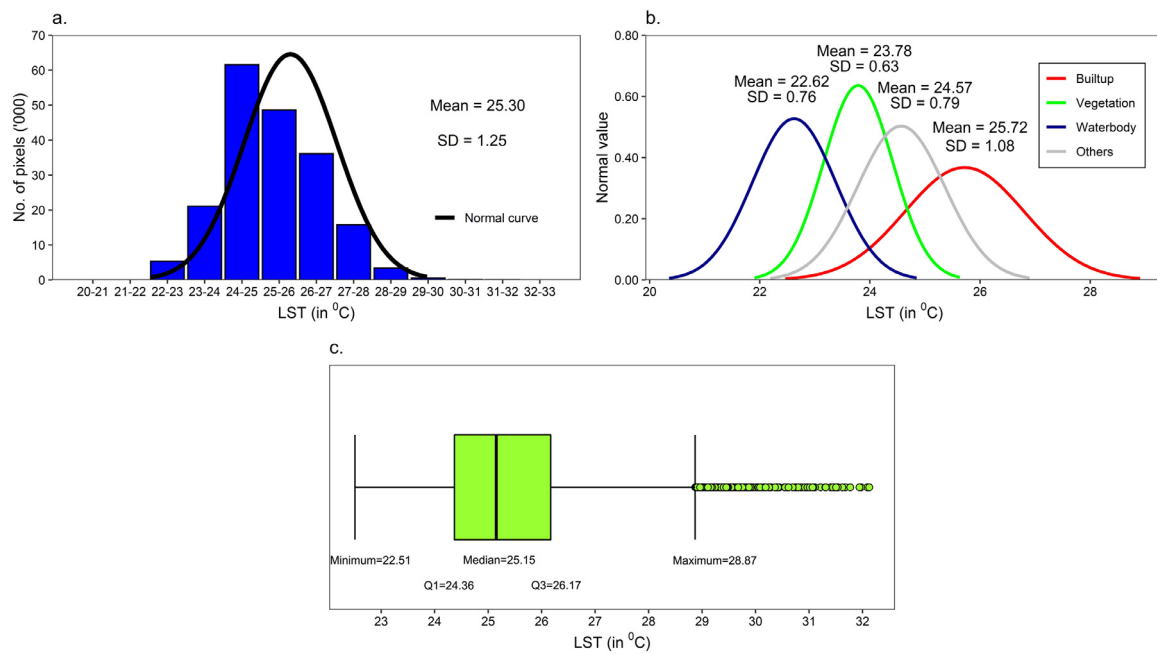 a.
No. of pixels ('000)
70
60
50
40
30
20
10
0
Mean = 25.30
SD = 1.25
Normal curve
20-21 21-22 22-23 23-24 24-25 25-26 26-27 27-28 28-29 29-30 30-31 31-32 32-33
LST (in ⁰C)
b.
Normal value
0.80
0.60
0.40
0.20
0.00
Mean = 22.62
SD = 0.76
Mean = 23.78
SD = 0.63
Mean = 24.57
SD = 0.79
Mean = 25.72
SD = 1.08
Builtup
Vegetation
Waterbody
Others
20 22 24 26 28
LST (in ⁰C)
c.
Minimum=22.51 Median=25.15 Maximum=28.87
Q1=24.36 Q3=26.17
23 24 25 26 27 28 29 30 31 32
LST (in ⁰C)